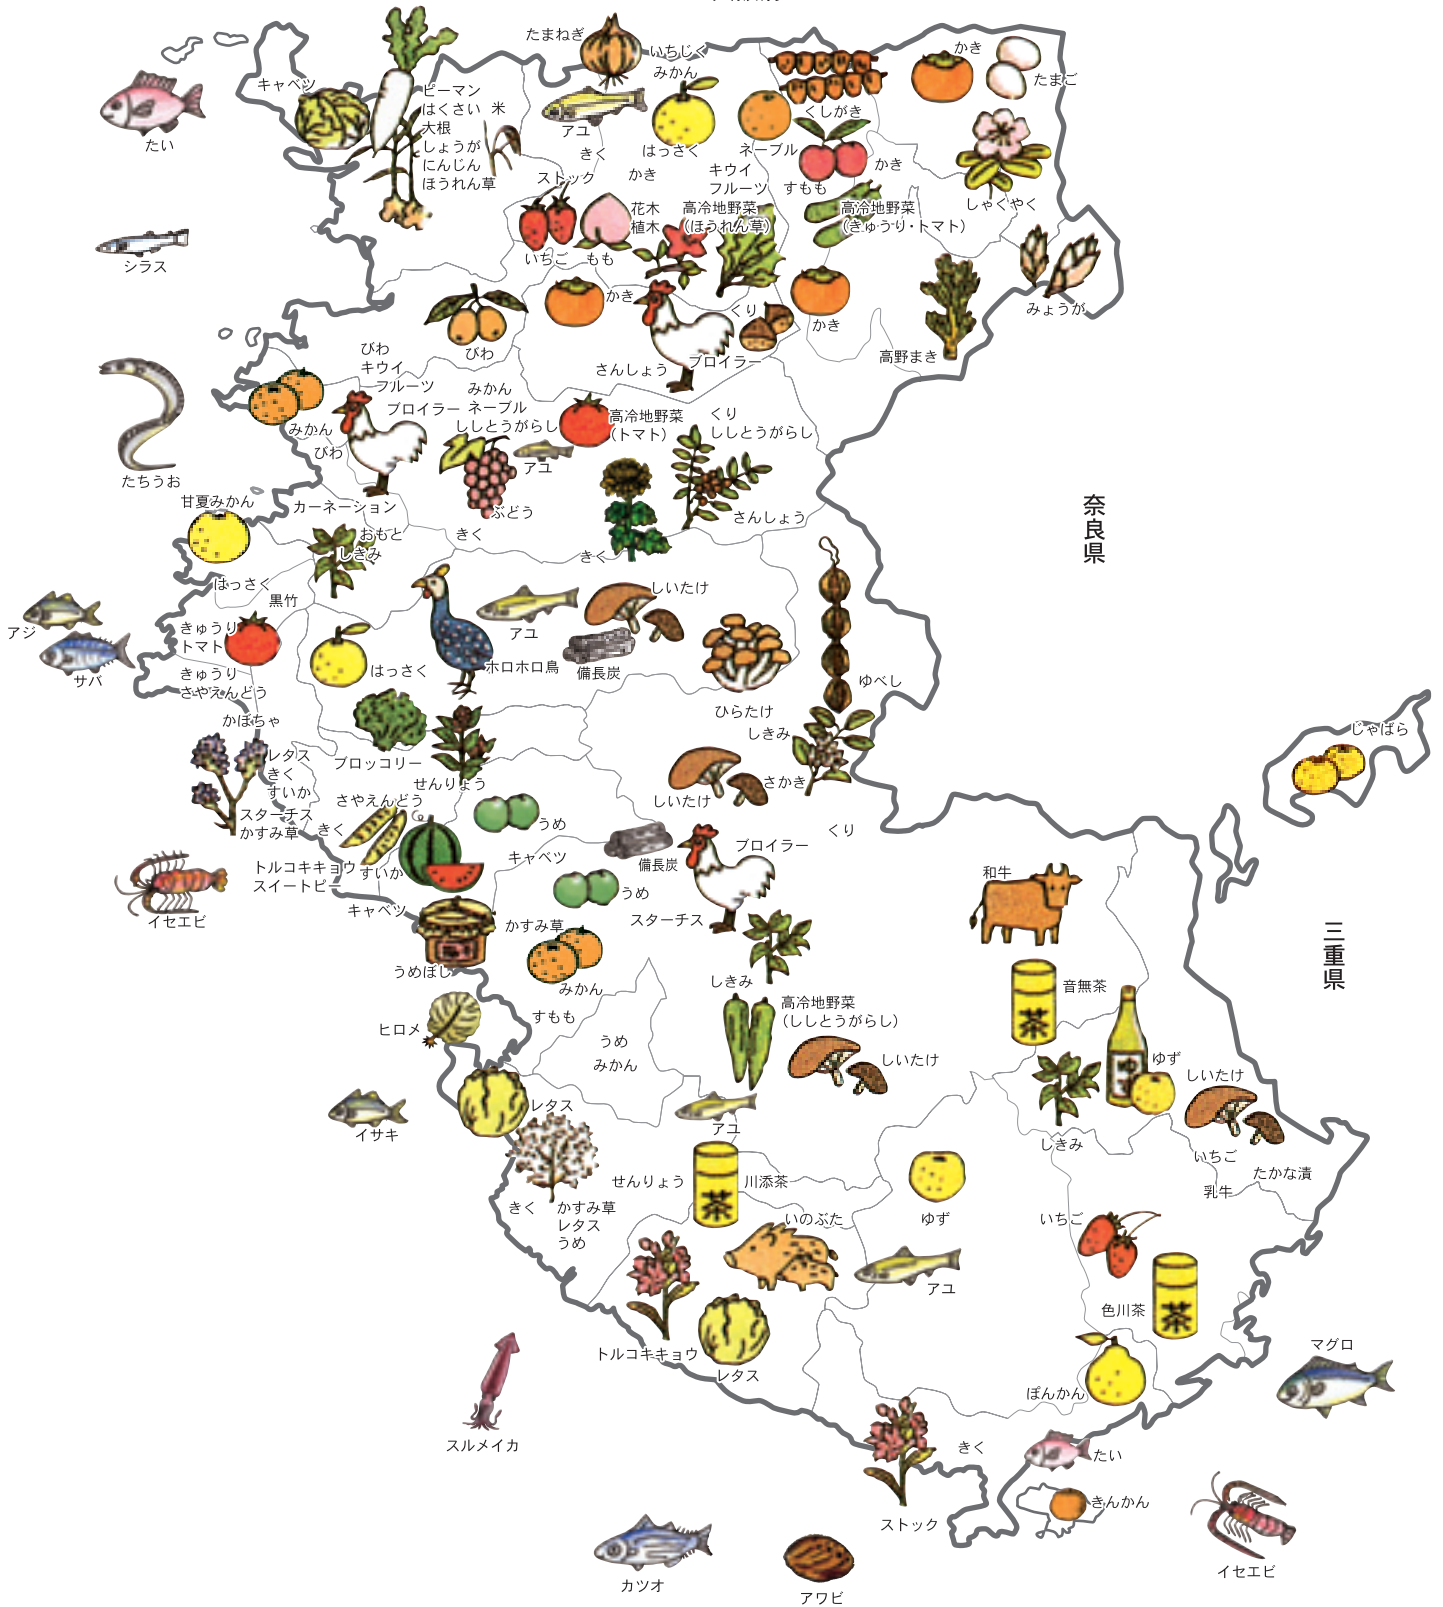 たまねぎ
いちじく
みかん
かき
たまご
キャベツ
ピーマン
はくさい 米
大根
しょうが
にんじん
ほうれん草
たい
アユ
くしがき
はっさく
ネーブル
きく
ストック
かき
キウイ
フルーツ
すもも
かき
しゃくやく
花木
植木
高冷地野菜
(ほうれん草)
高冷地野菜
(きゅうり・トマト)
シラス
いちご
もも
かき
くり
かき
みょうが
びわ
びわ
キウイ
フルーツ
さんしょう
ブロイラー
高野まき
みかん
ネーブル
ししとうがらし
ブロイラー
高冷地野菜
(トマト)
くり
ししとうがらし
みかん
びわ
アユ
たちうお
甘夏みかん
カーネーション
ぶどう
さんしょう
奈良県
おもと
しきみ
きく
きく
はっさく
黒竹
しいたけ
アジ
サバ
きゅうり
トマト
アユ
ホロホロ鳥
備長炭
はっさく
きゅうり
さやえんどう
ゆべし
かぼちゃ
ひらたけ
しきみ
じゃばら
レタス
きく
すいか
ブロッコリー
せんりょう
さかき
しいたけ
さやえんどう
スターチス
かすみ草
きく
うめ
くり
キャベツ
備長炭
ブロイラー
トルコキキョウ
スイートピー
すいか
和牛
うめ
イセエビ
キャベツ
かすみ草
スターチス
三重県
うめぼし
みかん
しきみ
音無茶
ヒロメ
すもも
高冷地野菜
(ししとうがらし)
茶
うめ
みかん
しいたけ
ゆず
ゆず
しいたけ
レタス
イサキ
アユ
しきみ
いちご
たかな漬
せんりょう
川添茶
乳牛
茶
きく
かすみ草
レタス
うめ
いのぶた
ゆず
いちご
アユ
色川茶
茶
トルコキキョウ
レタス
マグロ
ぽんかん
スルメイカ
きく
たい
きんかん
ストック
イセエビ
カツオ
アワビ